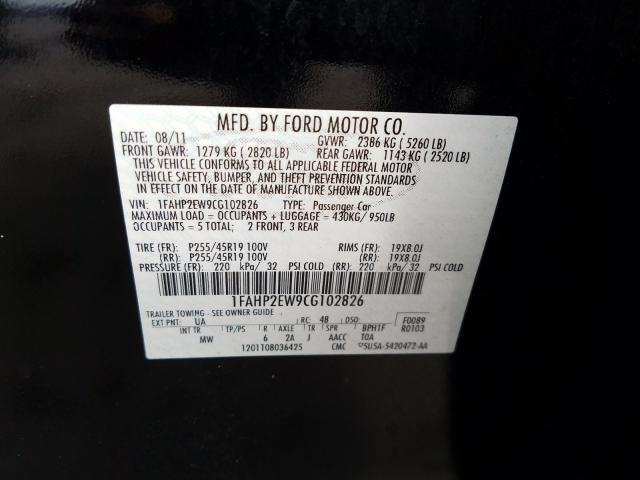 MFD. BY FORD MOTOR CO.
DATE: 08/11 GVWR: 2386 KG ( 5260 LB)
FRONT GAWR: 1279 KG ( 2820 LB) REAR GAWR: 1143 KG ( 2520 LB)
THIS VEHICLE CONFORMS TO ALL APPLICABLE FEDERAL MOTOR
VEHICLE SAFETY, BUMPER, AND THEFT PREVENTION STANDARDS
IN EFFECT ON THE DATE OF MANUFACTURE SHOWN ABOVE.
VIN: 1FAHP2EW9CG102826 TYPE: Passenger Car
MAXIMUM LOAD = OCCUPANTS + LUGGAGE = 430KG/ 950LB
OCCUPANTS = 5 TOTAL; 2 FRONT, 3 REAR
TIRE (FR): P255/45R19 100V RIMS (FR): 19X8.0J
(RR): P255/45R19 100V (RR): 19X8.0J
PRESSURE (FR): 220 kPa/ 32 PSI COLD (RR) 220 kPa/ 32 PSI COLD
1FAHP2EW9CG102826
TRAILER TOWING - SEE OWNER GUIDE F0089
EXT PNT: UA RC: 48 DSO: R0103
INT TR TP/PS R AXLE TR SPR BPH1F
MW 6 2A J AACC TOA
1201108036425 CMC 5U5A-5420472-AA